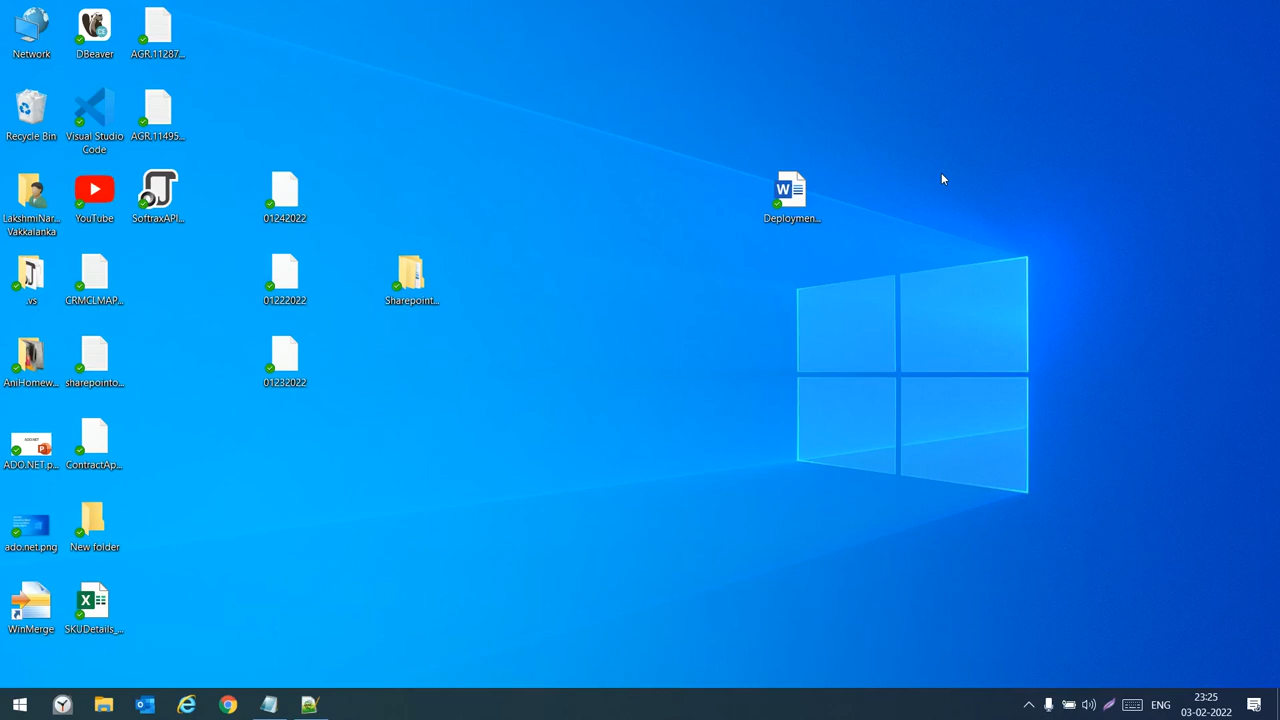 Network
DBeaver
AGR.11287...
Recycle Bin
Visual Studio
Code
AGR.11495...
LakshmiNar...
Vakkalanka
YouTube
SoftraxAPI...
01242022
Deploymen...
.vs
CRMCLMAP...
01222022
Sharepoint...
AniHomew...
sharepointo...
01232022
ADO.NET.p...
ContractAp...
ado.net.png
New folder
WinMerge
SKUDetails_...
ENG
23:25
03-02-2022